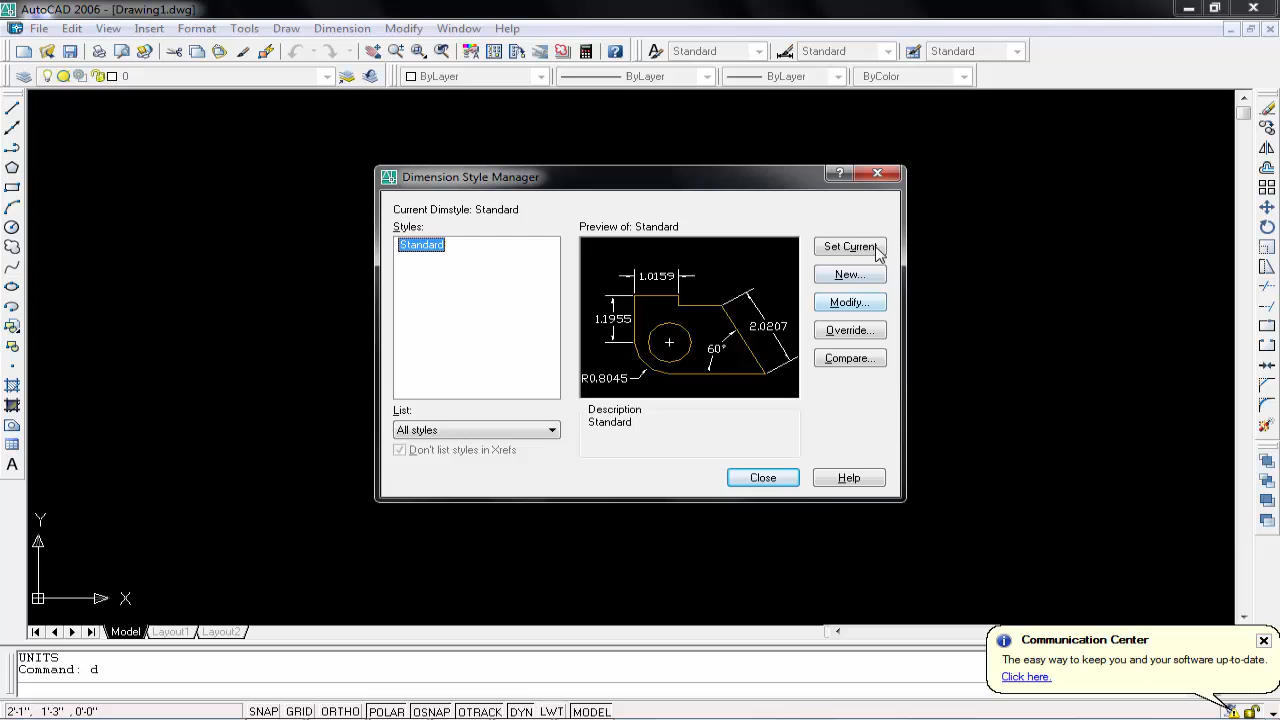 AutoCAD 2006 - [Drawing1.dwg]
File Edit View Insert Format Tools Draw Dimension Modify Window Help
Standard Standard Standard
0 ByLayer ByLayer ByLayer ByColor
Dimension Style Manager
Current Dimstyle: Standard
Styles:
Standard
Preview of: Standard
1.0159
1.1955
2.0207
60°
R0.8045
Set Current
New...
Modify...
Override...
Compare...
List:
All styles
Don't list styles in Xrefs
Description
Standard
Close
Help
Y
X
Model Layout1 Layout2
UNITS
Command: d
Communication Center
The easy way to keep you and your software up-to-date.
Click here.
2'-1", 1'-3" ,0'-0" SNAP GRID ORTHO POLAR OSNAP OTRACK DYN LWT MODEL